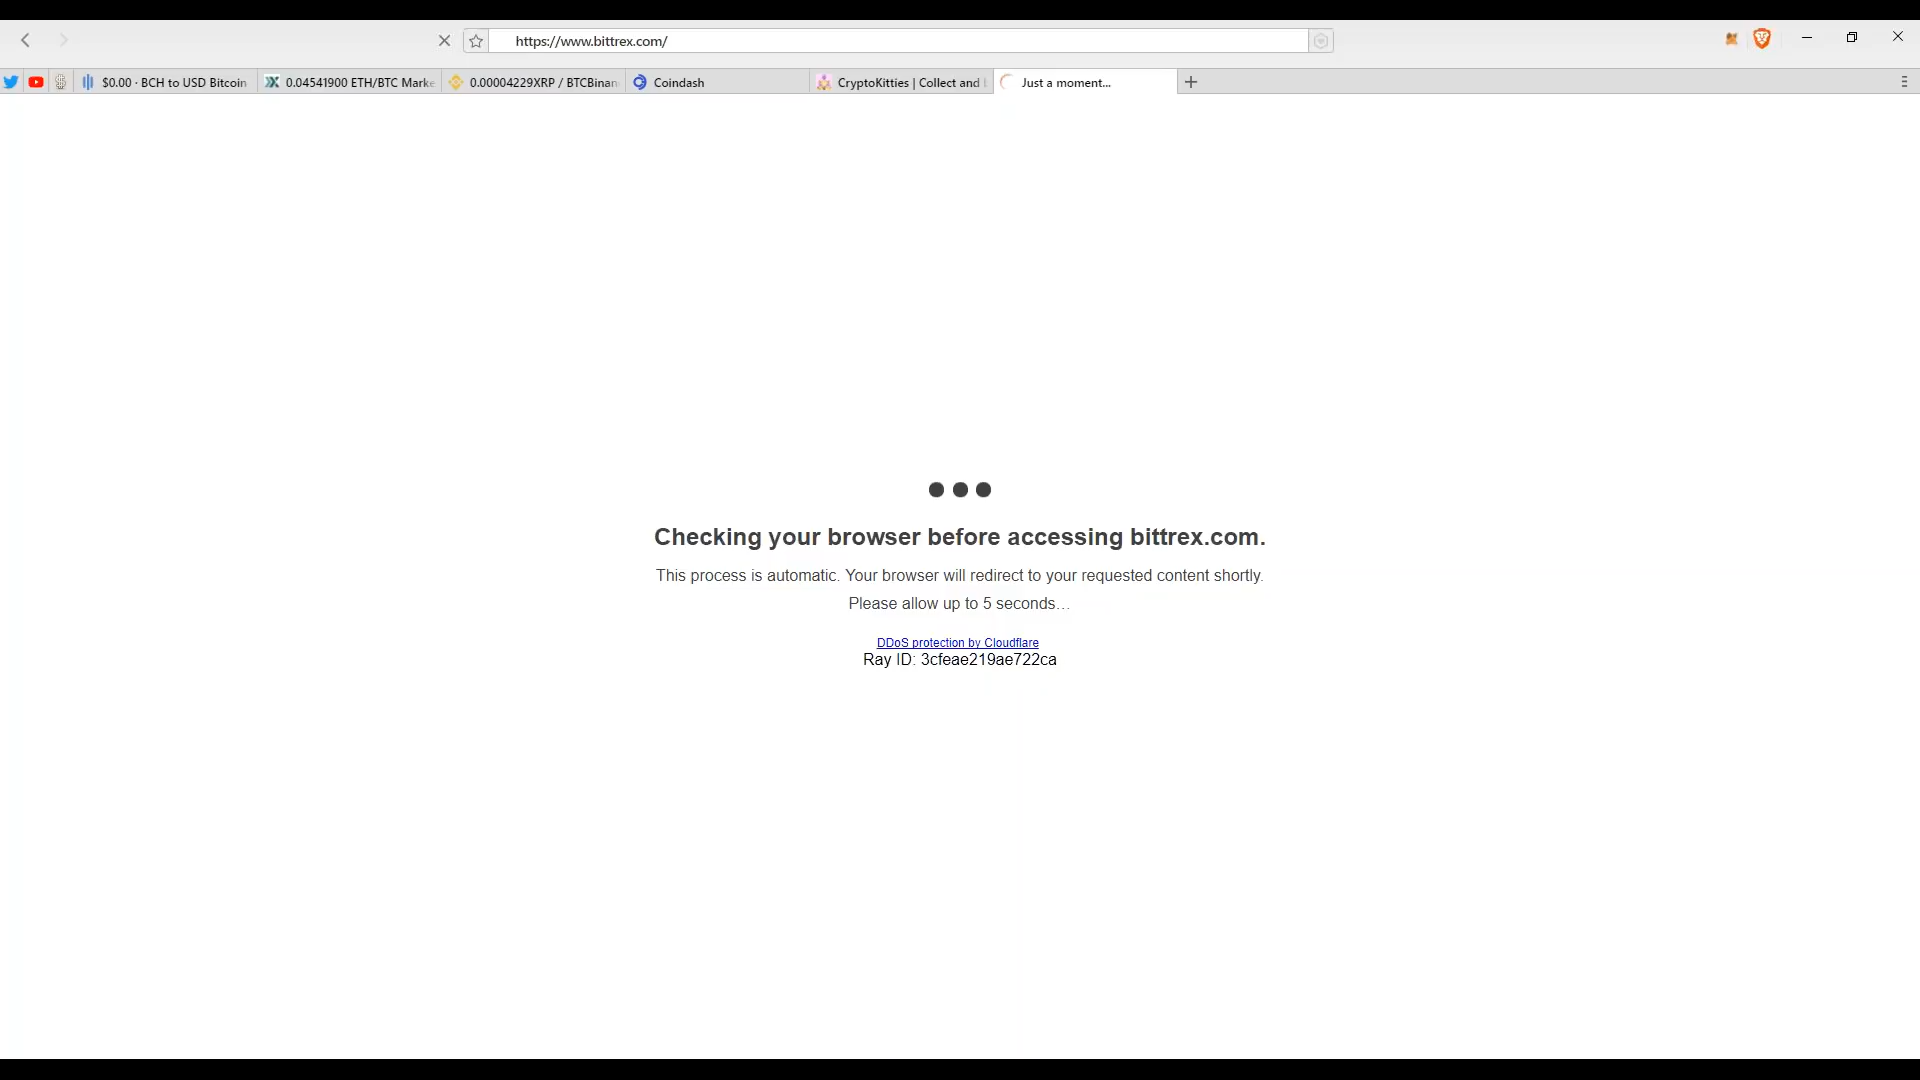 https://www.bittrex.com/
$0.00 · BCH to USD Bitcoin
0.04541900 ETH/BTC Marke
0.00004229XRP / BTCBinan
Coindash
CryptoKitties | Collect and
Just a moment...
Checking your browser before accessing bittrex.com.
This process is automatic. Your browser will redirect to your requested content shortly.
Please allow up to 5 seconds…
DDoS protection by Cloudflare
Ray ID: 3cfeae219ae722ca